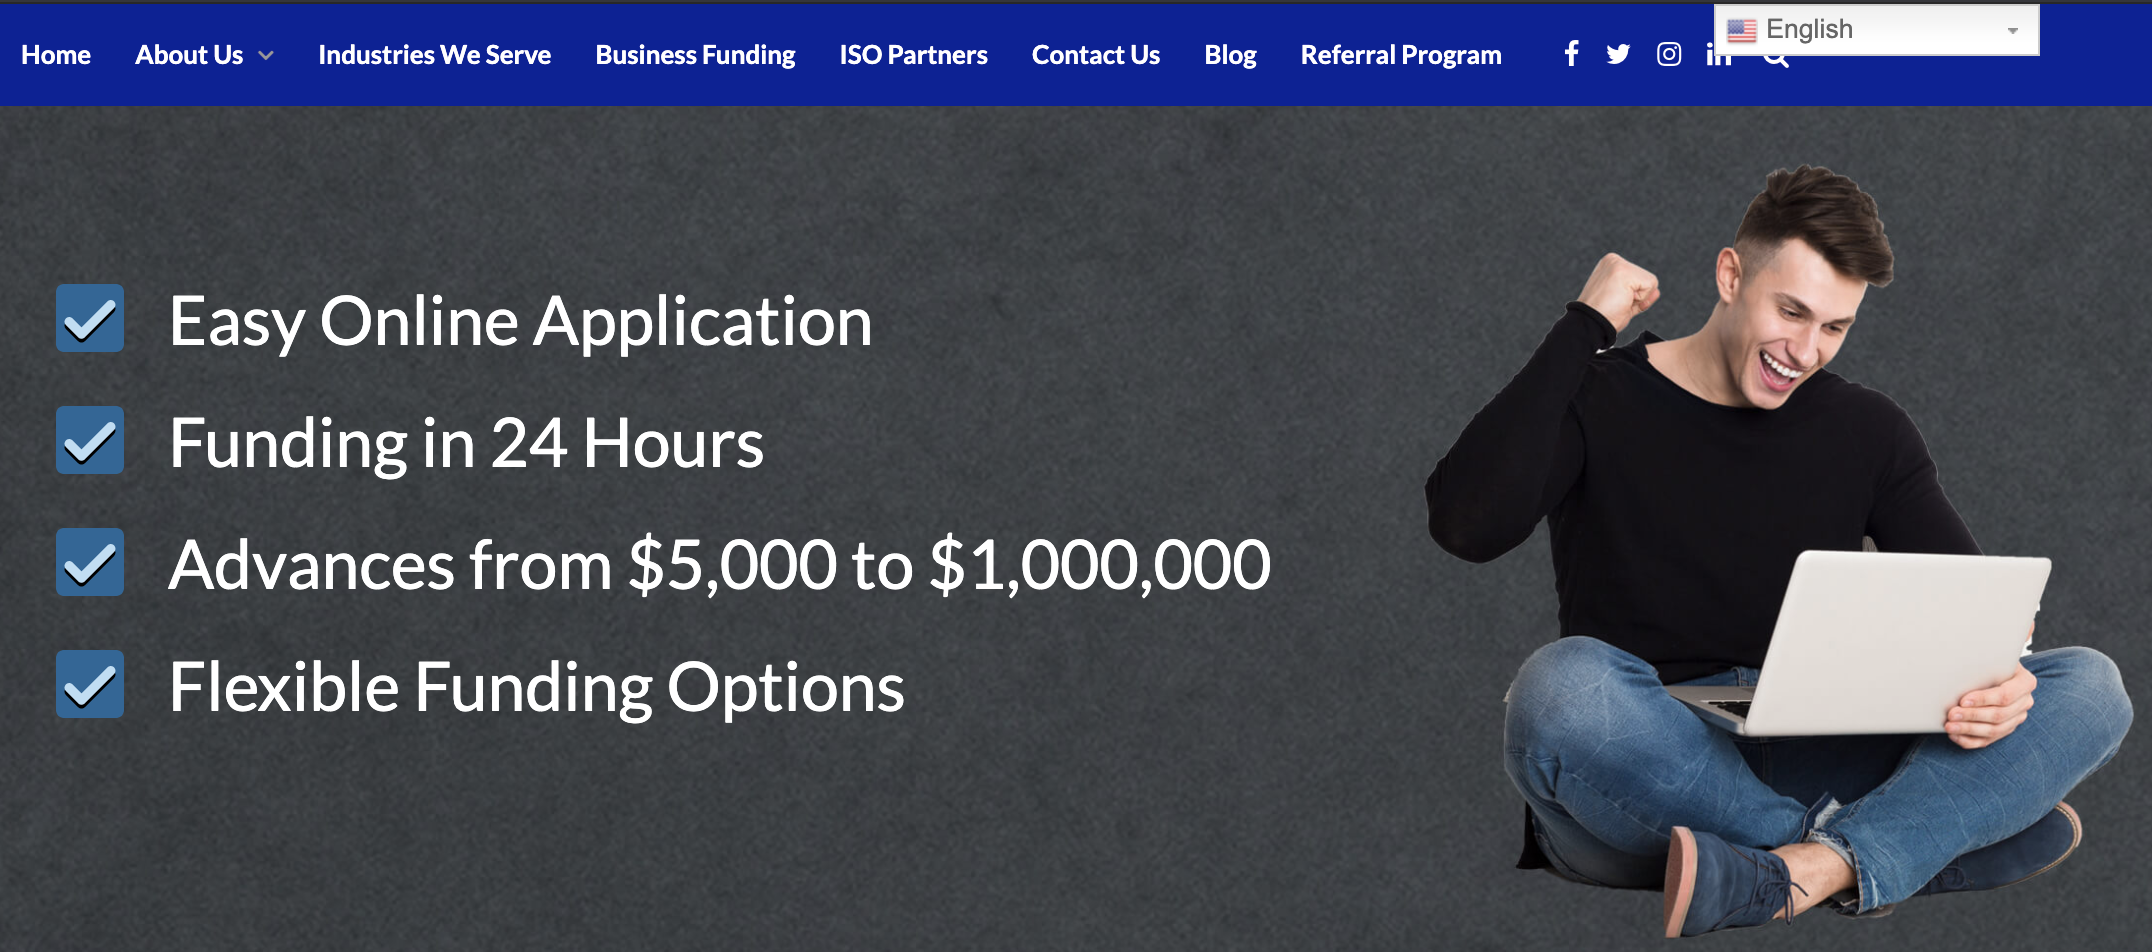 Home About Us Industries We Serve Business Funding ISO Partners Contact Us Blog Referral Program English
Easy Online Application
Funding in 24 Hours
Advances from $5,000 to $1,000,000
Flexible Funding Options